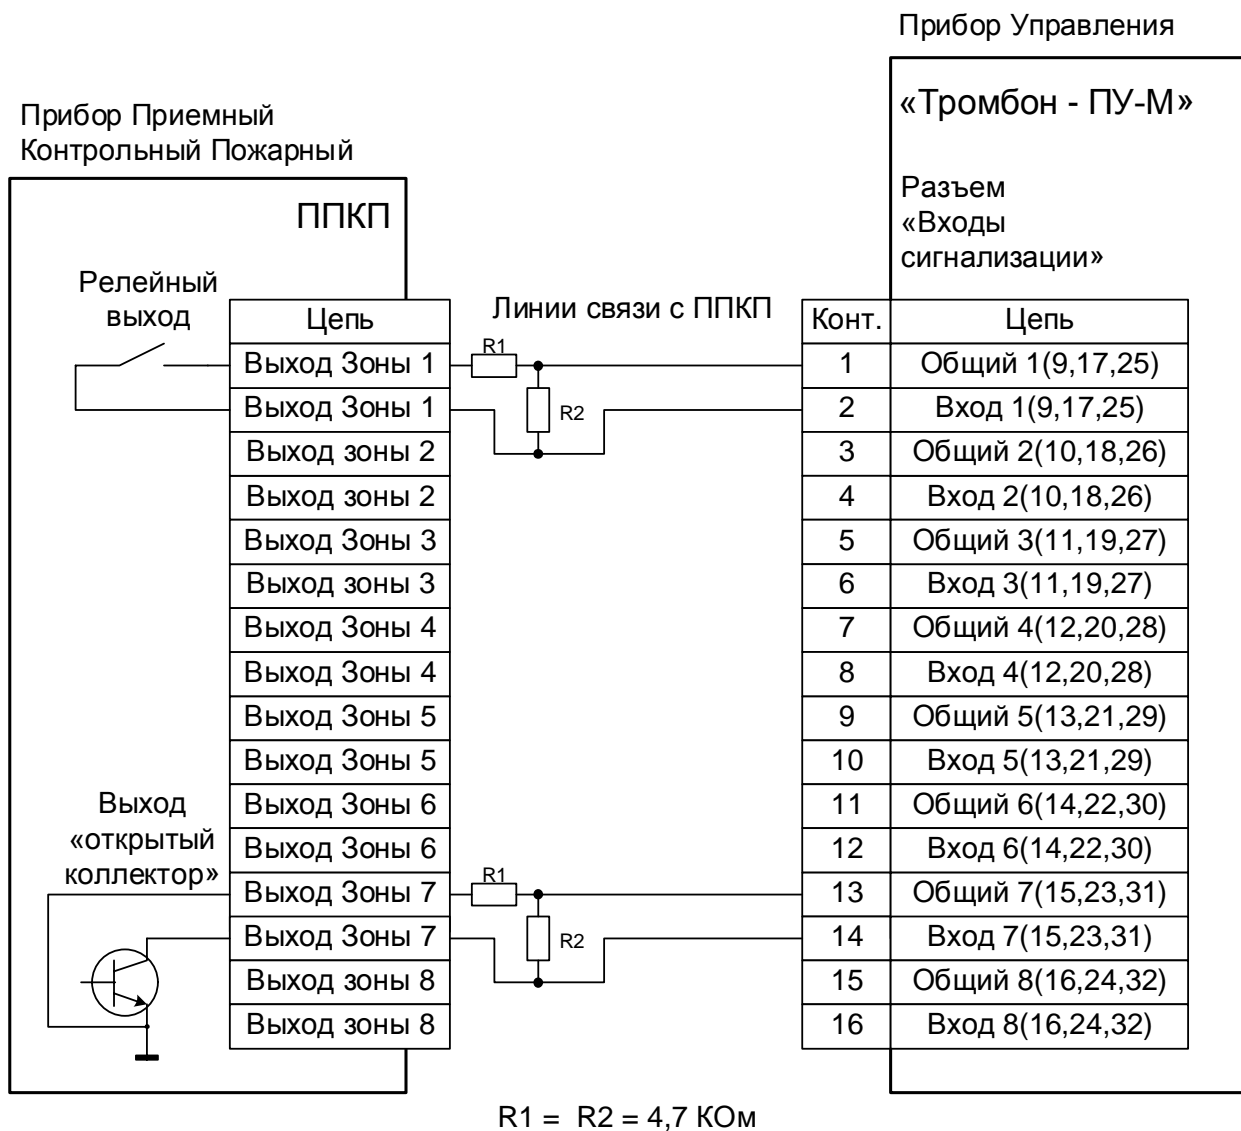 Прибор Управления
«Тромбон - ПУ-М»
Прибор Приемный
Контрольный Пожарный
ППКП
Разъем
«Входы
сигнализации»
Релейный
выход
Линии связи с ППКП
Цепь
Выход Зоны 1
Выход Зоны 1
Выход зоны 2
Выход зоны 2
Выход Зоны 3
Выход зоны 3
Выход Зоны 4
Выход Зоны 4
Выход Зоны 5
Выход Зоны 5
Выход Зоны 6
Выход Зоны 6
Выход Зоны 7
Выход Зоны 7
Выход зоны 8
Выход зоны 8
R1
R2
R1
R2
Выход
«открытый
коллектор»
Конт. Цепь
1 Общий 1(9,17,25)
2 Вход 1(9,17,25)
3 Общий 2(10,18,26)
4 Вход 2(10,18,26)
5 Общий 3(11,19,27)
6 Вход 3(11,19,27)
7 Общий 4(12,20,28)
8 Вход 4(12,20,28)
9 Общий 5(13,21,29)
10 Вход 5(13,21,29)
11 Общий 6(14,22,30)
12 Вход 6(14,22,30)
13 Общий 7(15,23,31)
14 Вход 7(15,23,31)
15 Общий 8(16,24,32)
16 Вход 8(16,24,32)
R1 = R2 = 4,7 КОм